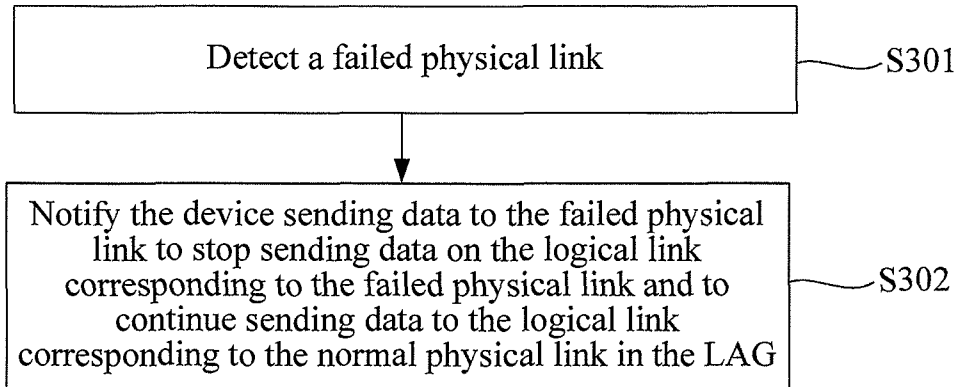 Detect a failed physical link
S301
Notify the device sending data to the failed physical
link to stop sending data on the logical link
corresponding to the failed physical link and to
continue sending data to the logical link
corresponding to the normal physical link in the LAG
S302